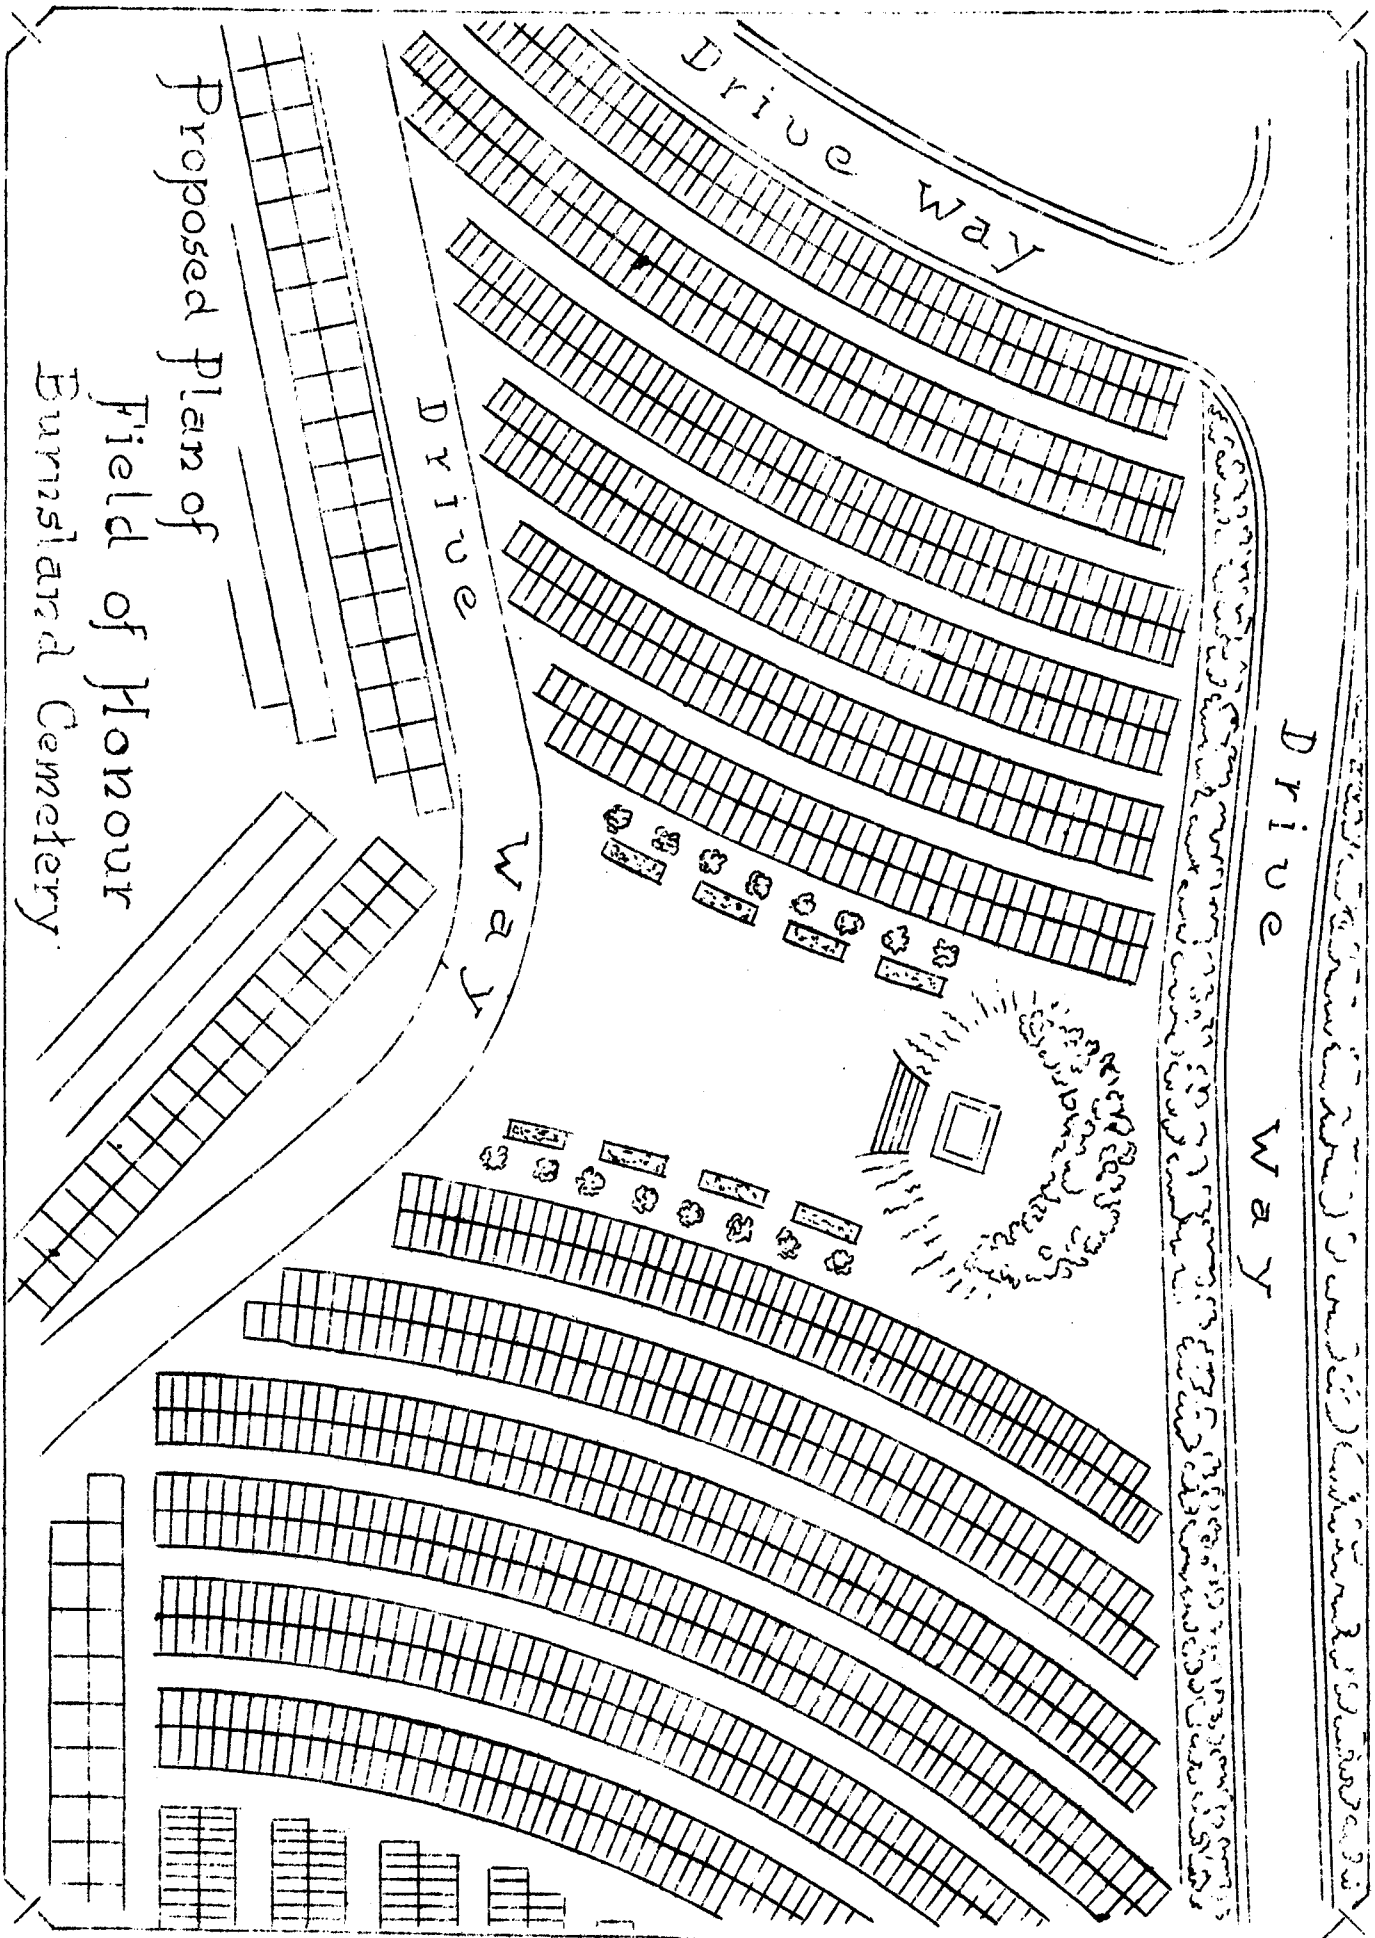 Drive way
Drive way
Drive way
Proposed Plan of
Field of Honour
Burnsland Cemetery